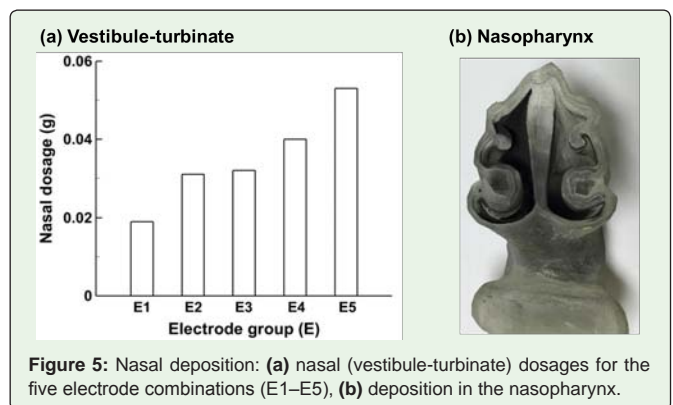 (a) Vestibule-turbinate
(b) Nasopharynx
0.06
0.04
0.02
0
Nasal dosage (g)
E1 E2 E3 E4 E5
Electrode group (E)
Figure 5: Nasal deposition: (a) nasal (vestibule-turbinate) dosages for the
five electrode combinations (E1–E5), (b) deposition in the nasopharynx.